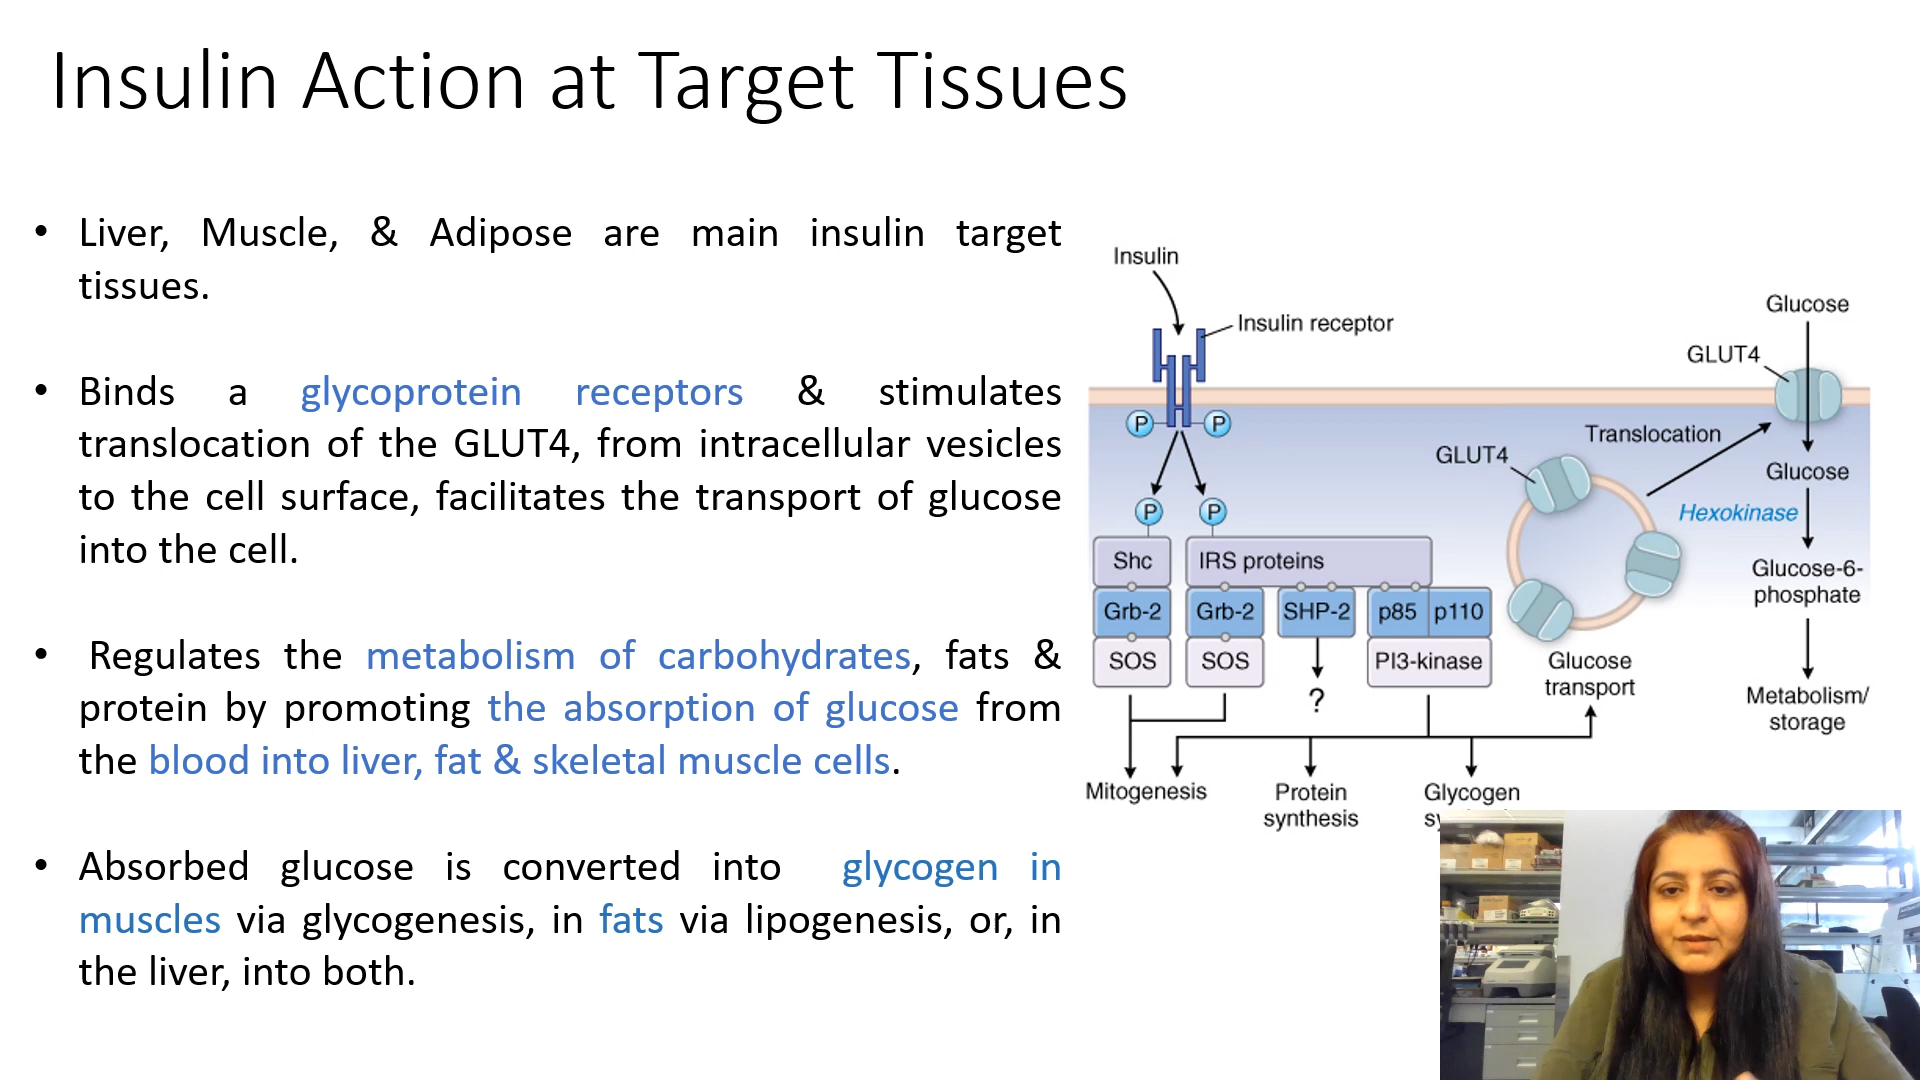 Insulin Action at Target Tissues
• Liver, Muscle, & Adipose are main insulin target
tissues.
• Binds a glycoprotein receptors & stimulates
translocation of the GLUT4, from intracellular vesicles
to the cell surface, facilitates the transport of glucose
into the cell.
• Regulates the metabolism of carbohydrates, fats &
protein by promoting the absorption of glucose from
the blood into liver, fat & skeletal muscle cells.
• Absorbed glucose is converted into glycogen in
muscles via glycogenesis, in fats via lipogenesis, or, in
the liver, into both.
Insulin
Insulin receptor
Glucose
GLUT4
P P
Translocation
GLUT4
Glucose
Hexokinase
P P
Shc IRS proteins
Glucose-6-
phosphate
Grb-2 Grb-2 SHP-2 p85 p110
SOS SOS PI3-kinase
Glucose
transport
?
Metabolism/
storage
Mitogenesis
Protein
synthesis
Glycogen